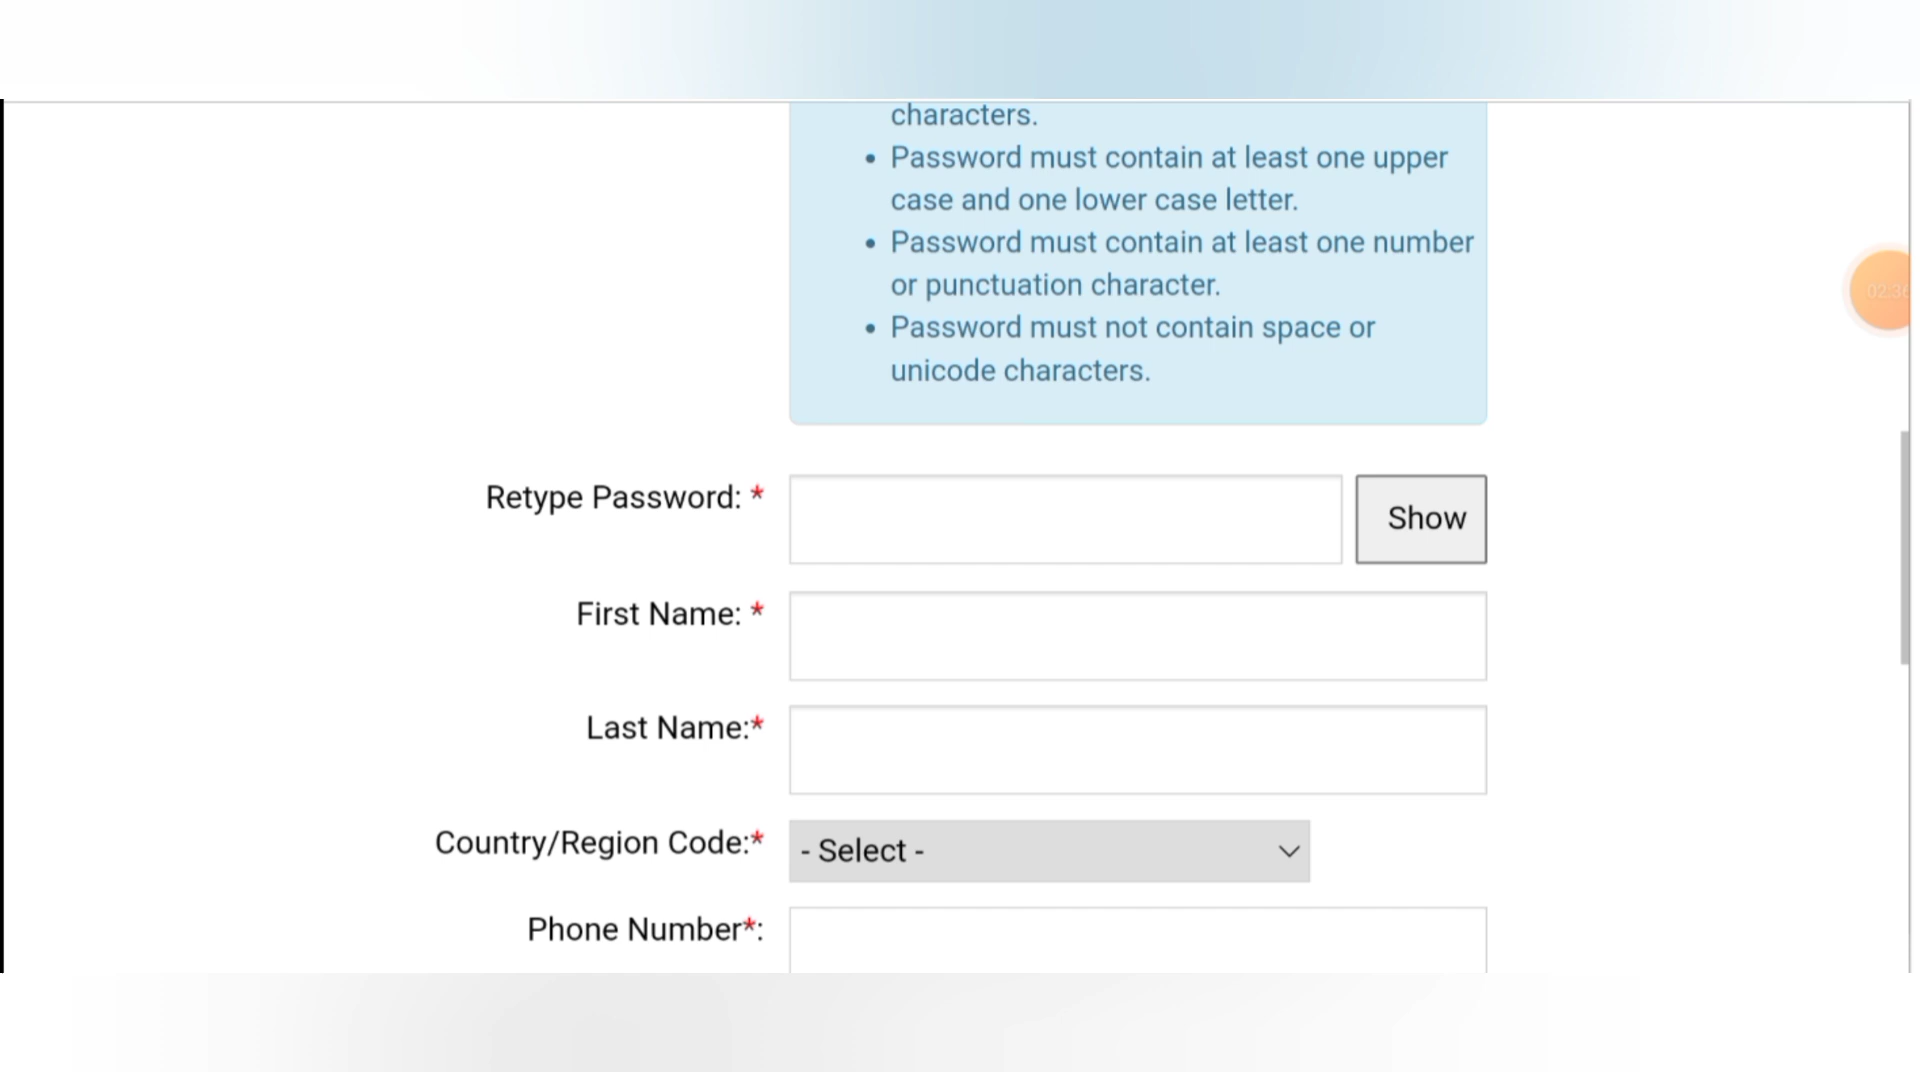 characters.
• Password must contain at least one upper
case and one lower case letter.
• Password must contain at least one number
or punctuation character.
• Password must not contain space or
unicode characters.
Retype Password: *
Show
First Name: *
Last Name:*
Country/Region Code:*
- Select -
Phone Number*: